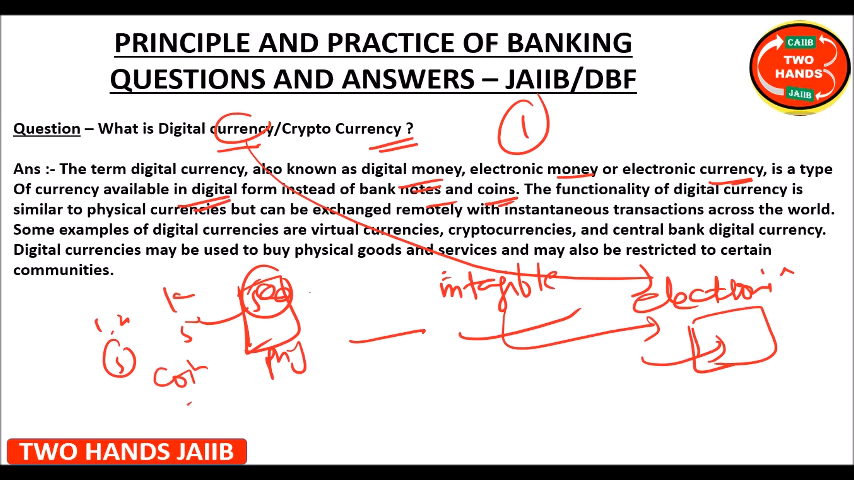 PRINCIPLE AND PRACTICE OF BANKING
QUESTIONS AND ANSWERS – JAIIB/DBF
CAIIB
TWO
HANDS
JAIIB
Question – What is Digital currency/Crypto Currency ?
1
Ans :- The term digital currency, also known as digital money, electronic money or electronic currency, is a type
Of currency available in digital form instead of bank notes and coins. The functionality of digital currency is
similar to physical currencies but can be exchanged remotely with instantaneous transactions across the world.
Some examples of digital currencies are virtual currencies, cryptocurrencies, and central bank digital currency.
Digital currencies may be used to buy physical goods and services and may also be restricted to certain
communities.
500
intagible
electroni
5
phy
Coin
TWO HANDS JAIIB